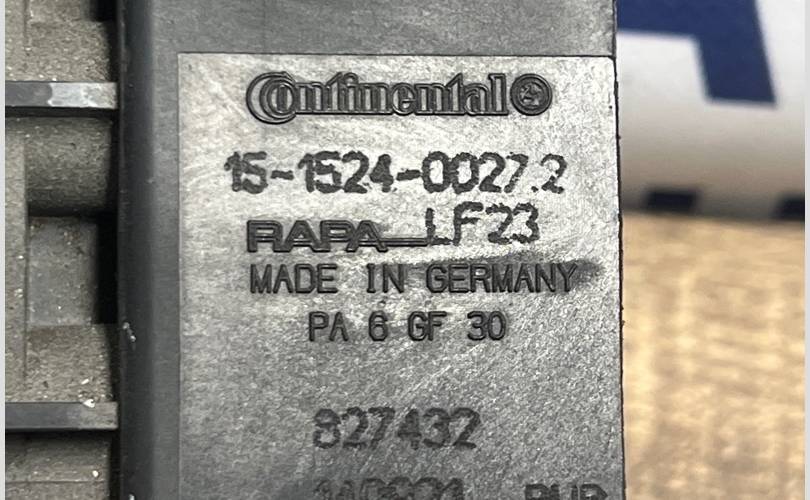 Continental
15-1524-0027.2
RAPA LF23
MADE IN GERMANY
PA 6 GF 30
827432